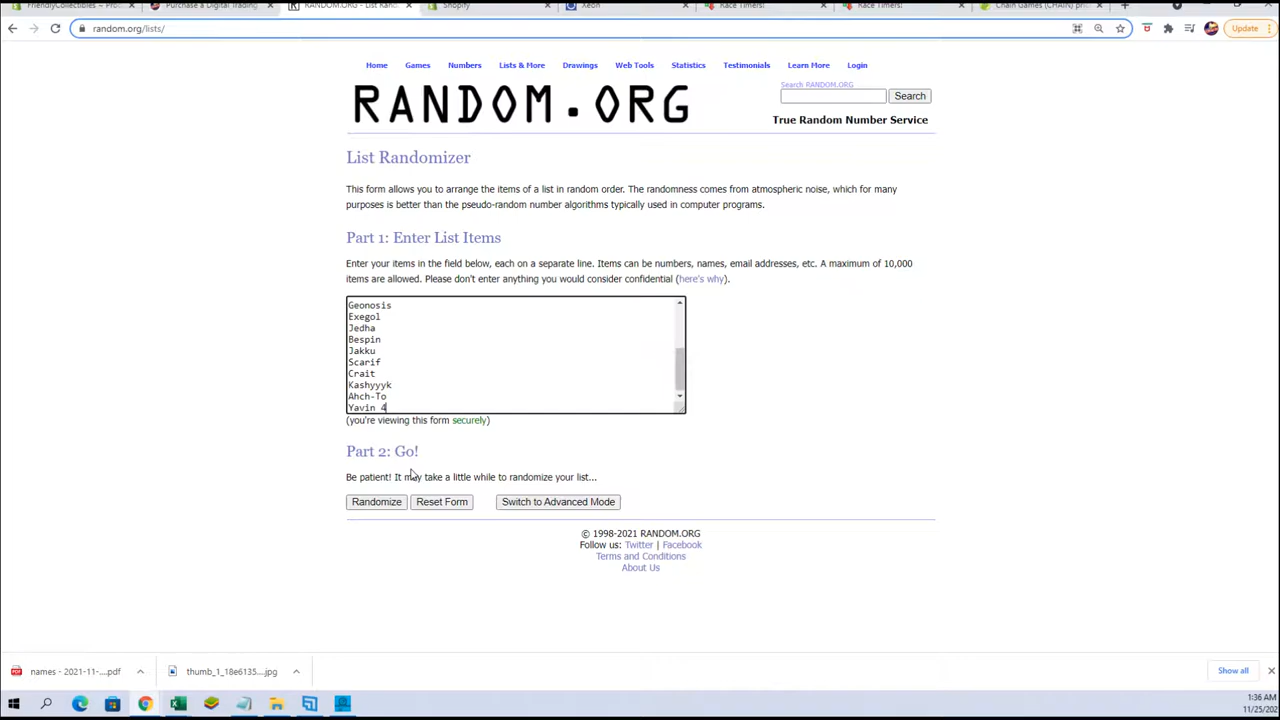 FriendlyCollectibles ~ Pro
Purchase a Digital Trading
RANDOM.ORG - List Rand
Shopify
Xeon
Race Timers!
Race Timers!
Chain Games (CHAIN) pric
random.org/lists/
Update
Home Games Numbers Lists & More Drawings Web Tools Statistics Testimonials Learn More Login
RANDOM.ORG
Search RANDOM.ORG
Search
True Random Number Service
List Randomizer
This form allows you to arrange the items of a list in random order. The randomness comes from atmospheric noise, which for many
purposes is better than the pseudo-random number algorithms typically used in computer programs.
Part 1: Enter List Items
Enter your items in the field below, each on a separate line. Items can be numbers, names, email addresses, etc. A maximum of 10,000
items are allowed. Please don't enter anything you would consider confidential (here's why).
Geonosis
Exegol
Jedha
Bespin
Jakku
Scarif
Crait
Kashyyyk
Ahch-To
Yavin 4
(you're viewing this form securely)
Part 2: Go!
Be patient! It may take a little while to randomize your list...
Randomize Reset Form Switch to Advanced Mode
© 1998-2021 RANDOM.ORG
Follow us: Twitter | Facebook
Terms and Conditions
About Us
names - 2021-11-....pdf
thumb_1_18e6135....jpg
Show all
1:36 AM
11/25/202